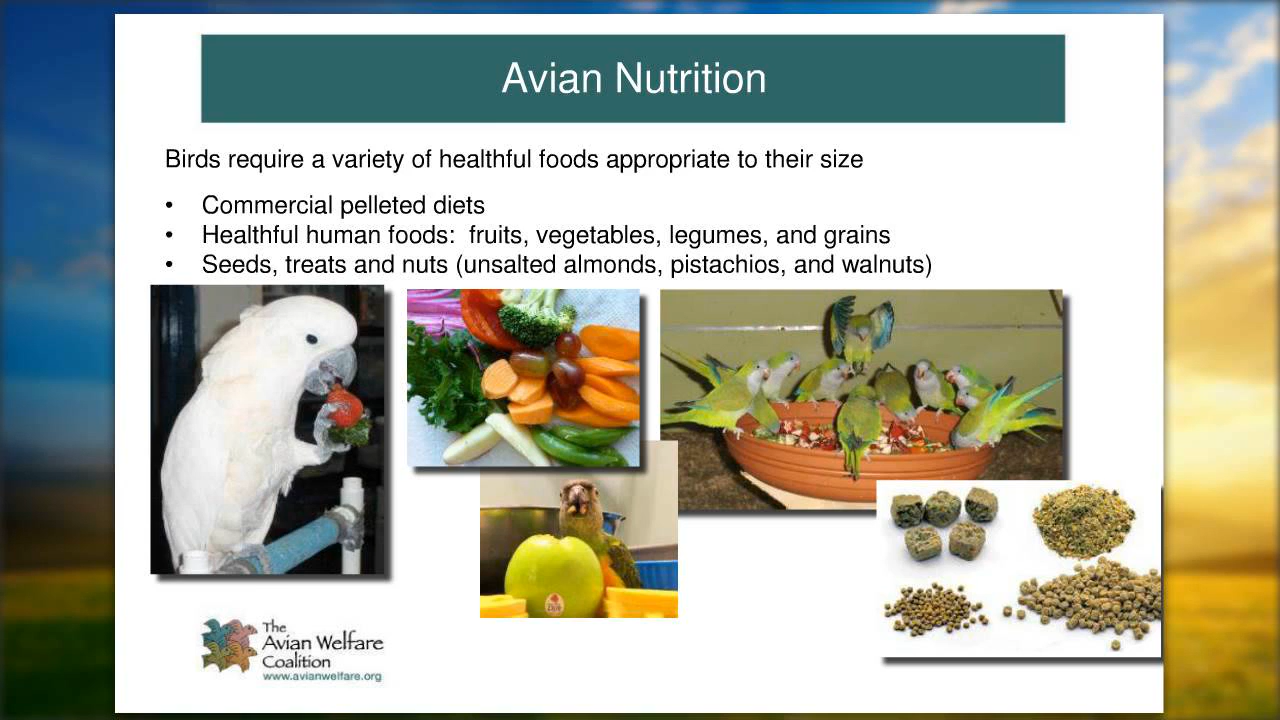 Avian Nutrition
Birds require a variety of healthful foods appropriate to their size
• Commercial pelleted diets
• Healthful human foods: fruits, vegetables, legumes, and grains
• Seeds, treats and nuts (unsalted almonds, pistachios, and walnuts)
The
Avian Welfare
Coalition
www.avianwelfare.org